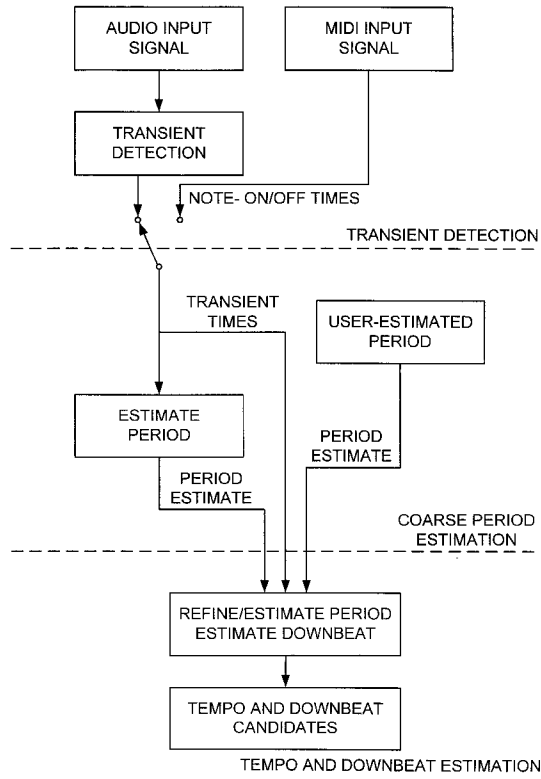 AUDIO INPUT
SIGNAL
MIDI INPUT
SIGNAL
TRANSIENT
DETECTION
NOTE- ON/OFF TIMES
TRANSIENT DETECTION
TRANSIENT
TIMES
USER-ESTIMATED
PERIOD
ESTIMATE
PERIOD
PERIOD
ESTIMATE
PERIOD
ESTIMATE
COARSE PERIOD
ESTIMATION
REFINE/ESTIMATE PERIOD
ESTIMATE DOWNBEAT
TEMPO AND DOWNBEAT
CANDIDATES
TEMPO AND DOWNBEAT ESTIMATION